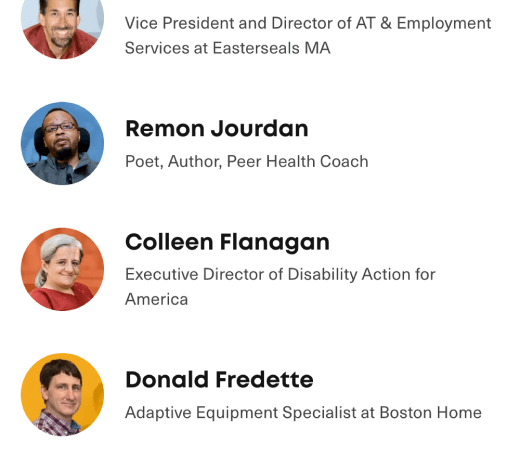 Vice President and Director of AT & Employment
Services at Easterseals MA
Remon Jourdan
Poet, Author, Peer Health Coach
Colleen Flanagan
Executive Director of Disability Action for
America
Donald Fredette
Adaptive Equipment Specialist at Boston Home